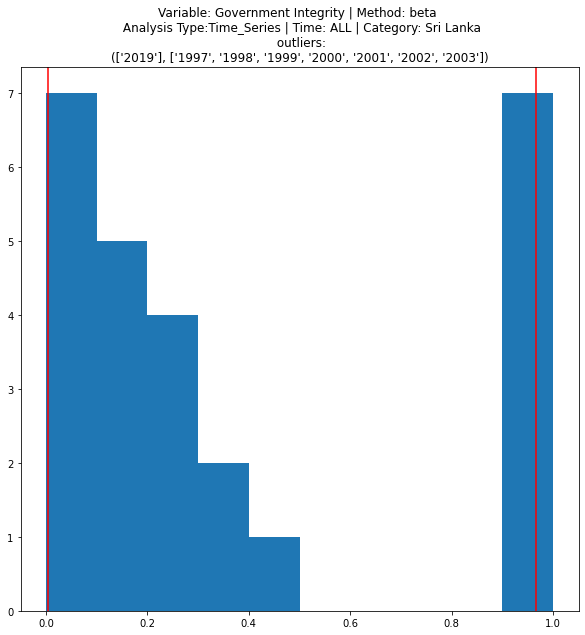 Variable: Government Integrity | Method: beta
Analysis Type:Time_Series | Time: ALL | Category: Sri Lanka
outliers:
(['2019'], ['1997', '1998', '1999', '2000', '2001', '2002', '2003'])
7
6
5
4
3
2
1
0
0.0 0.2 0.4 0.6 0.8 1.0